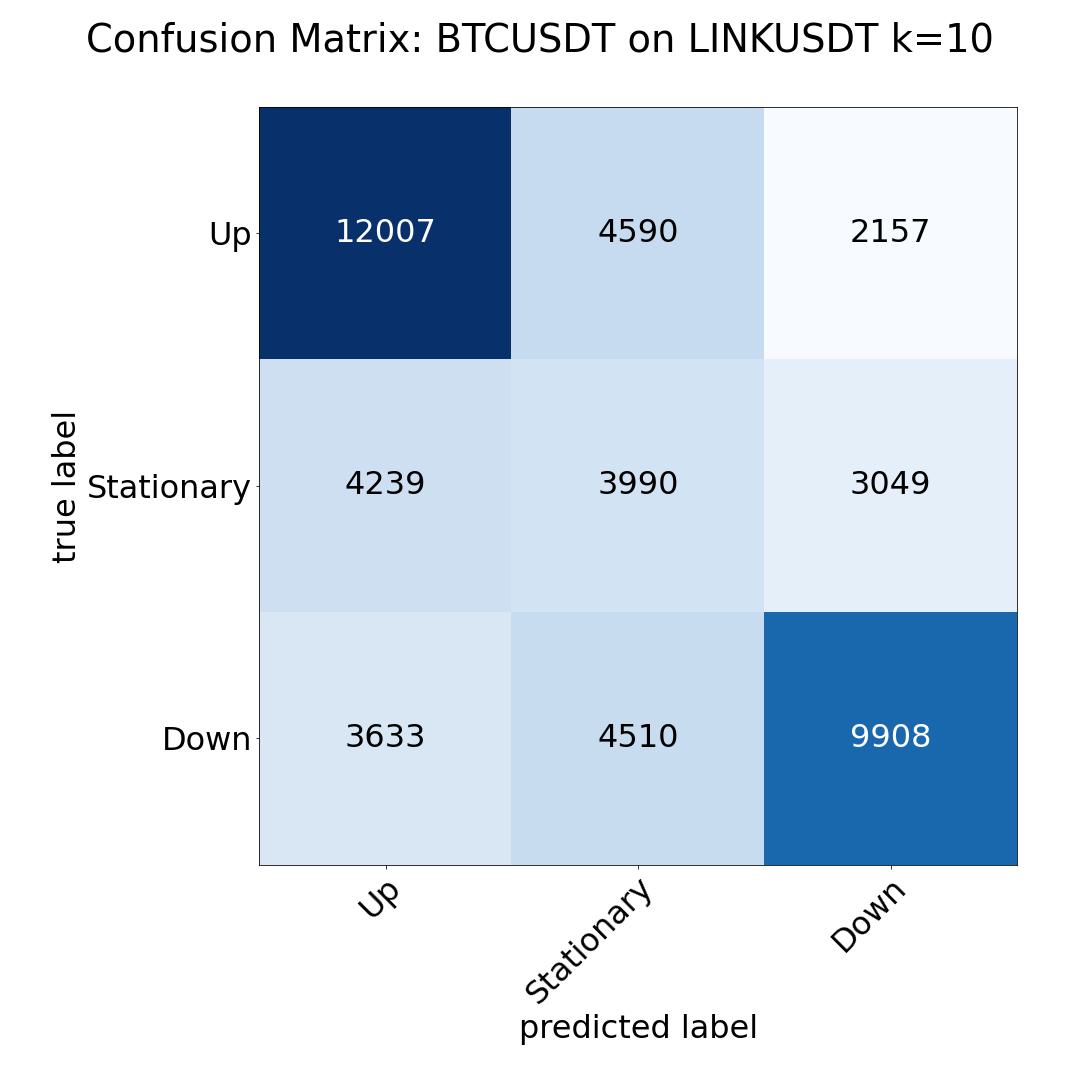 Confusion Matrix: BTCUSDT on LINKUSDT k=10
Up 12007 4590 2157
true label
Stationary 4239 3990 3049
Down 3633 4510 9908
Up Stationary Down
predicted label